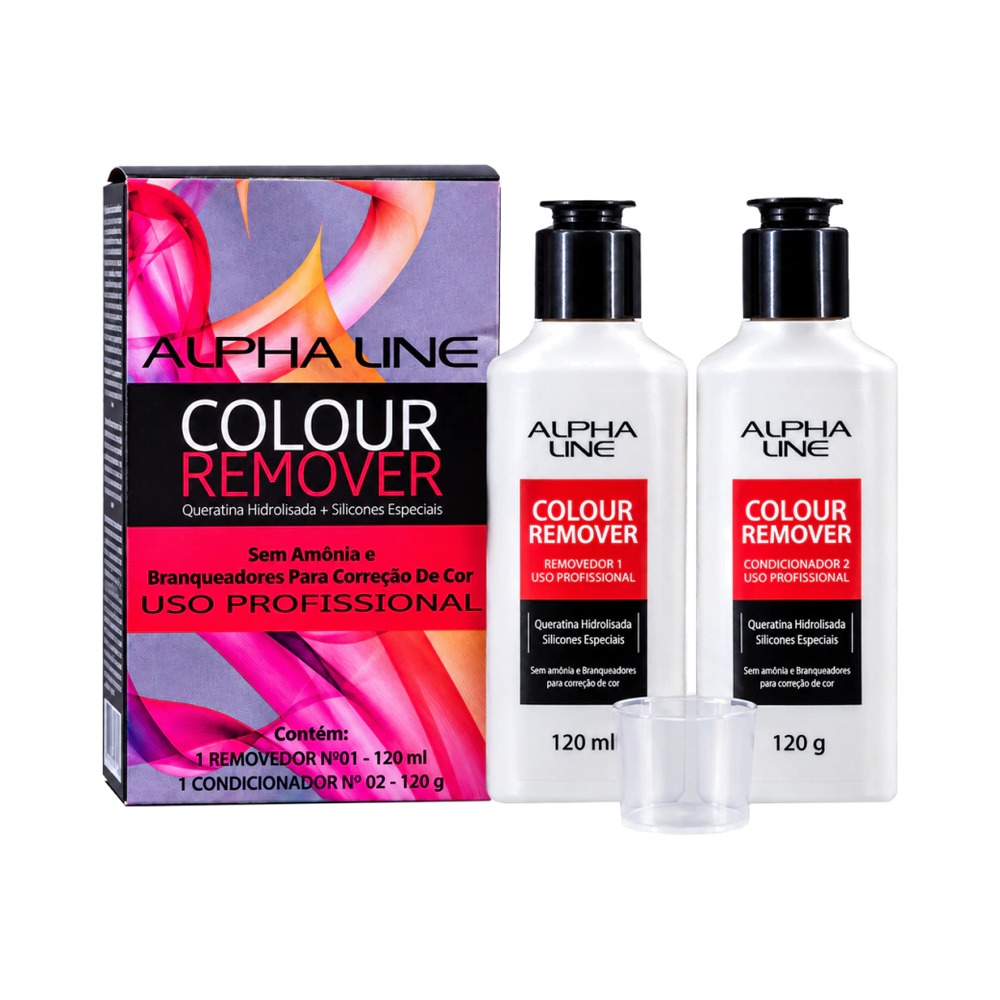 ALPHA LINE
COLOUR
REMOVER
Queratina Hidrolisada + Silicones Especiais
Sem Amônia e
Branqueadores Para Correção De Cor
USO PROFISSIONAL
Contém:
1 REMOVEDOR Nº01 - 120 ml
1 CONDICIONADOR Nº 02 - 120 g
ALPHA
LINE
COLOUR
REMOVER
REMOVEDOR 1
USO PROFISSIONAL
Queratina Hidrolisada
Silicones Especiais
Sem amônia e Branqueadores
para correção de cor
120 ml
ALPHA
LINE
COLOUR
REMOVER
CONDICIONADOR 2
USO PROFISSIONAL
Queratina Hidrolisada
Silicones Especiais
Sem amônia e Branqueadores
para correção de cor
120 g